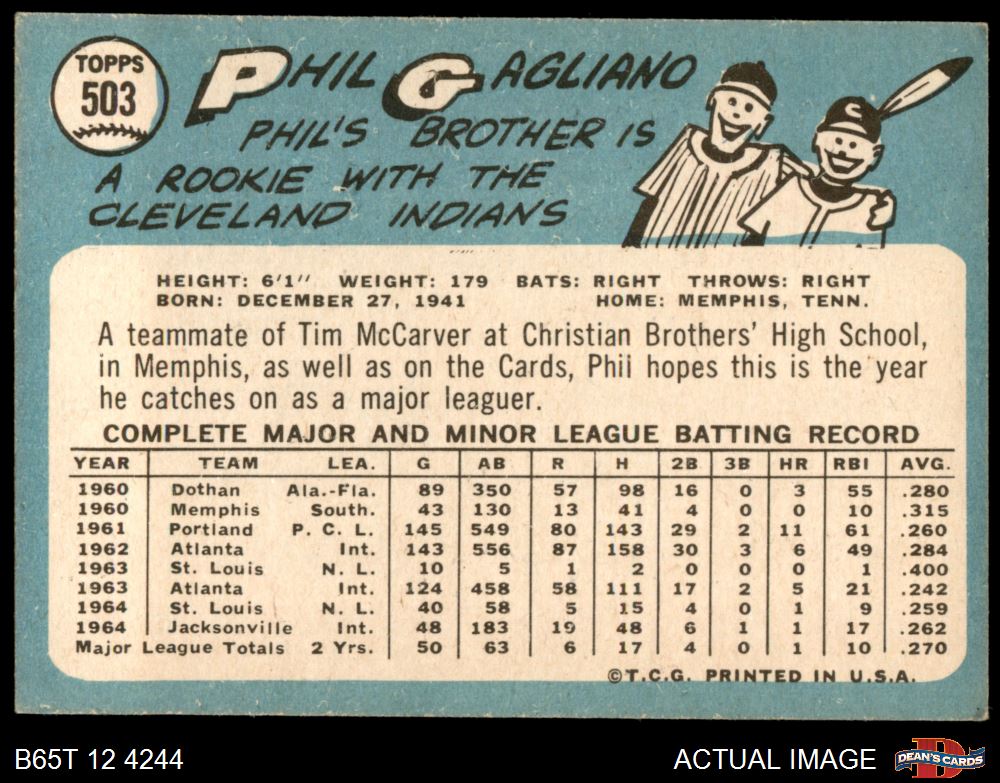 TOPPS
503
PHIL GAGLIANO
PHIL'S BROTHER IS
A ROOKIE WITH THE
CLEVELAND INDIANS
HEIGHT: 6'1" WEIGHT: 179 BATS: RIGHT THROWS: RIGHT
BORN: DECEMBER 27, 1941 HOME: MEMPHIS, TENN.
A teammate of Tim McCarver at Christian Brothers' High School,
in Memphis, as well as on the Cards, Phil hopes this is the year
he catches on as a major leaguer.
COMPLETE MAJOR AND MINOR LEAGUE BATTING RECORD
YEAR TEAM LEA. G AB R H 2B 3B HR RBI AVG.
1960 Dothan Ala.-Fla. 89 350 57 98 16 0 3 55 .280
1960 Memphis South. 43 130 13 41 4 0 0 10 .315
1961 Portland P. C. L. 145 549 80 143 29 2 11 61 .260
1962 Atlanta Int. 143 556 87 158 30 3 6 49 .284
1963 St. Louis N. L. 10 5 1 2 0 0 0 1 .400
1963 Atlanta Int. 124 458 58 111 17 2 5 21 .242
1964 St. Louis N. L. 40 58 5 15 4 0 1 9 .259
1964 Jacksonville Int. 48 183 19 48 6 1 1 17 .262
Major League Totals 2 Yrs. 50 63 6 17 4 0 1 10 .270
©T.C.G. PRINTED IN U.S.A.
B65T 12 4244 ACTUAL IMAGE DEAN'S CARDS